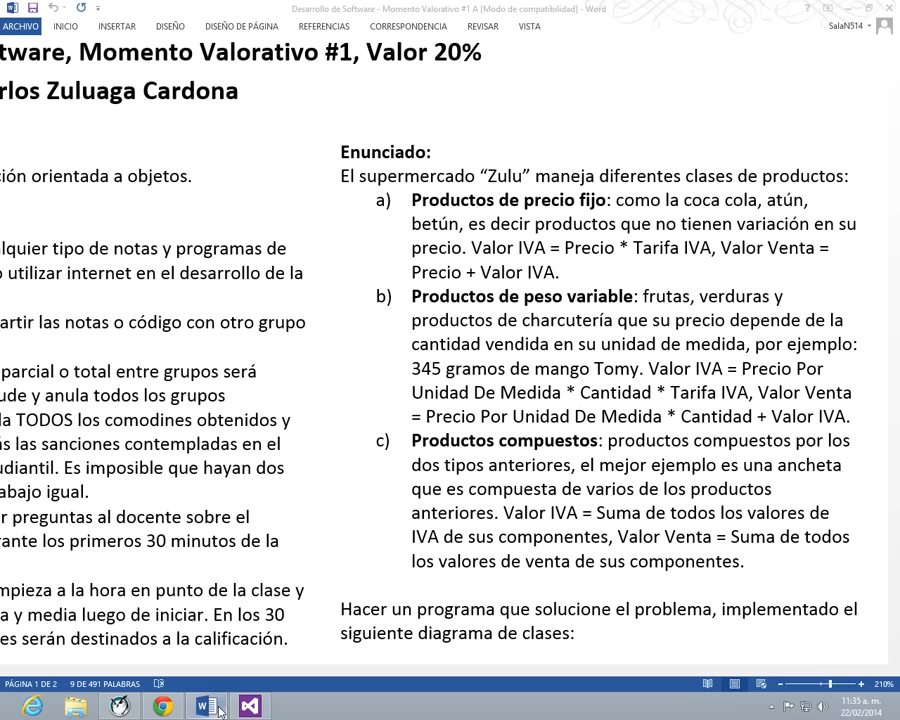 Desarrollo de Software - Momento Valorativo #1 A [Modo de compatibilidad] - Word
ARCHIVO INICIO INSERTAR DISEÑO DISEÑO DE PÁGINA REFERENCIAS CORRESPONDENCIA REVISAR VISTA SalaN514
tware, Momento Valorativo #1, Valor 20%
rlos Zuluaga Cardona
ción orientada a objetos.
alquier tipo de notas y programas de
o utilizar internet en el desarrollo de la
artir las notas o código con otro grupo
parcial o total entre grupos será
ude y anula todos los grupos
la TODOS los comodines obtenidos y
ás las sanciones contempladas en el
udiantil. Es imposible que hayan dos
abajo igual.
r preguntas al docente sobre el
rante los primeros 30 minutos de la
mpieza a la hora en punto de la clase y
a y media luego de iniciar. En los 30
es serán destinados a la calificación.
Enunciado:
El supermercado “Zulu” maneja diferentes clases de productos:
a) Productos de precio fijo: como la coca cola, atún,
betún, es decir productos que no tienen variación en su
precio. Valor IVA = Precio * Tarifa IVA, Valor Venta =
Precio + Valor IVA.
b) Productos de peso variable: frutas, verduras y
productos de charcutería que su precio depende de la
cantidad vendida en su unidad de medida, por ejemplo:
345 gramos de mango Tomy. Valor IVA = Precio Por
Unidad De Medida * Cantidad * Tarifa IVA, Valor Venta
= Precio Por Unidad De Medida * Cantidad + Valor IVA.
c) Productos compuestos: productos compuestos por los
dos tipos anteriores, el mejor ejemplo es una ancheta
que es compuesta de varios de los productos
anteriores. Valor IVA = Suma de todos los valores de
IVA de sus componentes, Valor Venta = Suma de todos
los valores de venta de sus componentes.
Hacer un programa que solucione el problema, implementado el
siguiente diagrama de clases:
PÁGINA 1 DE 2 9 DE 491 PALABRAS 210%
11:35 a. m.
22/02/2014